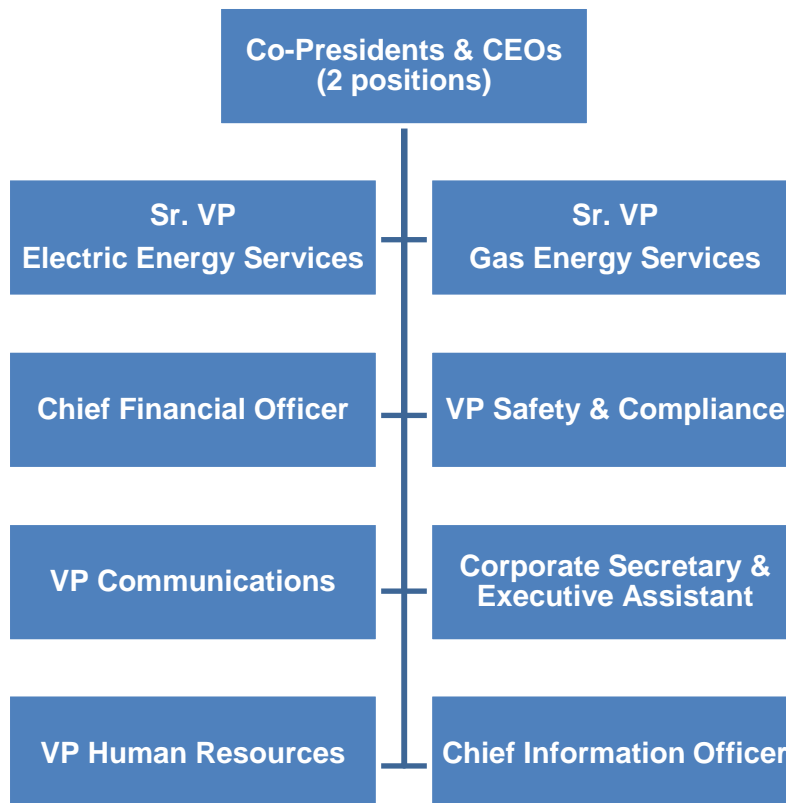 Co-Presidents & CEOs
(2 positions)
Sr. VP
Electric Energy Services
Sr. VP
Gas Energy Services
Chief Financial Officer
VP Safety & Compliance
VP Communications
Corporate Secretary &
Executive Assistant
VP Human Resources
Chief Information Officer